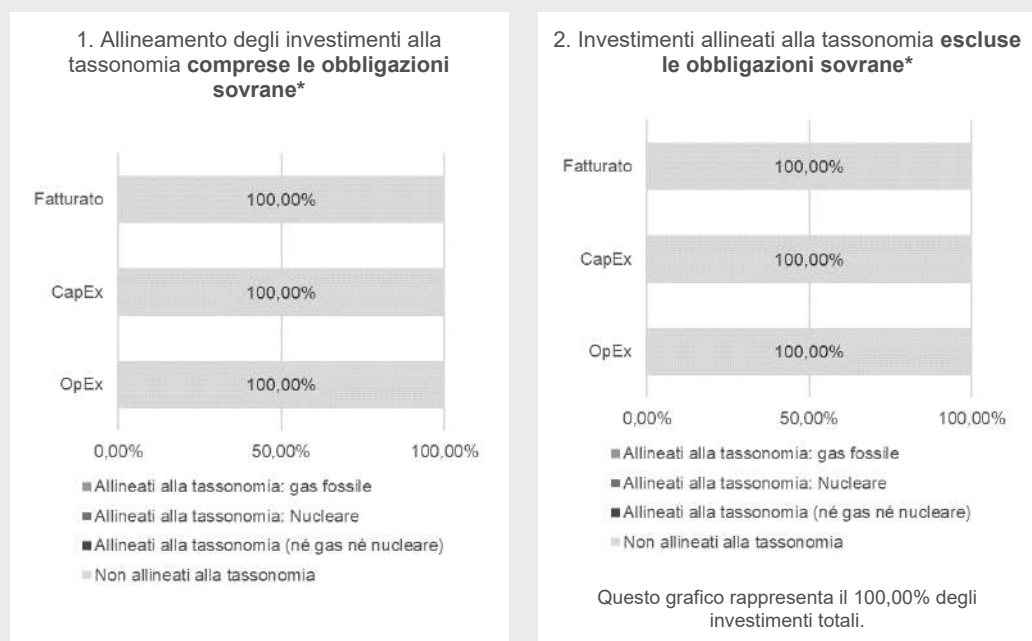 1. Allineamento degli investimenti alla
tassonomia comprese le obbligazioni
sovrane*
Fatturato
100,00%
CapEx
100,00%
OpEx
100,00%
0,00%
50,00%
100,00%
Allineati alla tassonomia: gas fossile
Allineati alla tassonomia: Nucleare
Allineati alla tassonomia (né gas né nucleare)
Non allineati alla tassonomia
2. Investimenti allineati alla tassonomia escluse
le obbligazioni sovrane*
Fatturato
100,00%
CapEx
100,00%
OpEx
100,00%
0,00%
50,00%
100,00%
Allineati alla tassonomia: gas fossile
Allineati alla tassonomia: Nucleare
Allineati alla tassonomia (né gas né nucleare)
Non allineati alla tassonomia
Questo grafico rappresenta il 100,00% degli
investimenti totali.